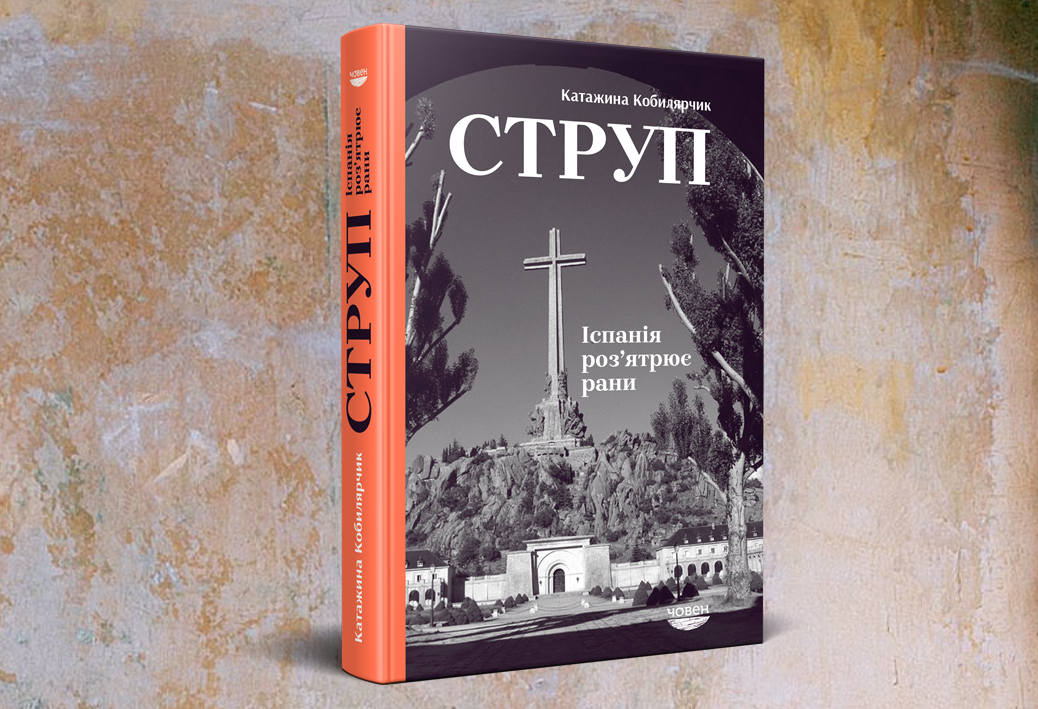 човен
Іспанія
роз’ятрює
рани
СТРУП
Катажина Кобилярчик
Катажина Кобилярчик
СТРУП
Іспанія
роз’ятрює
рани
човен